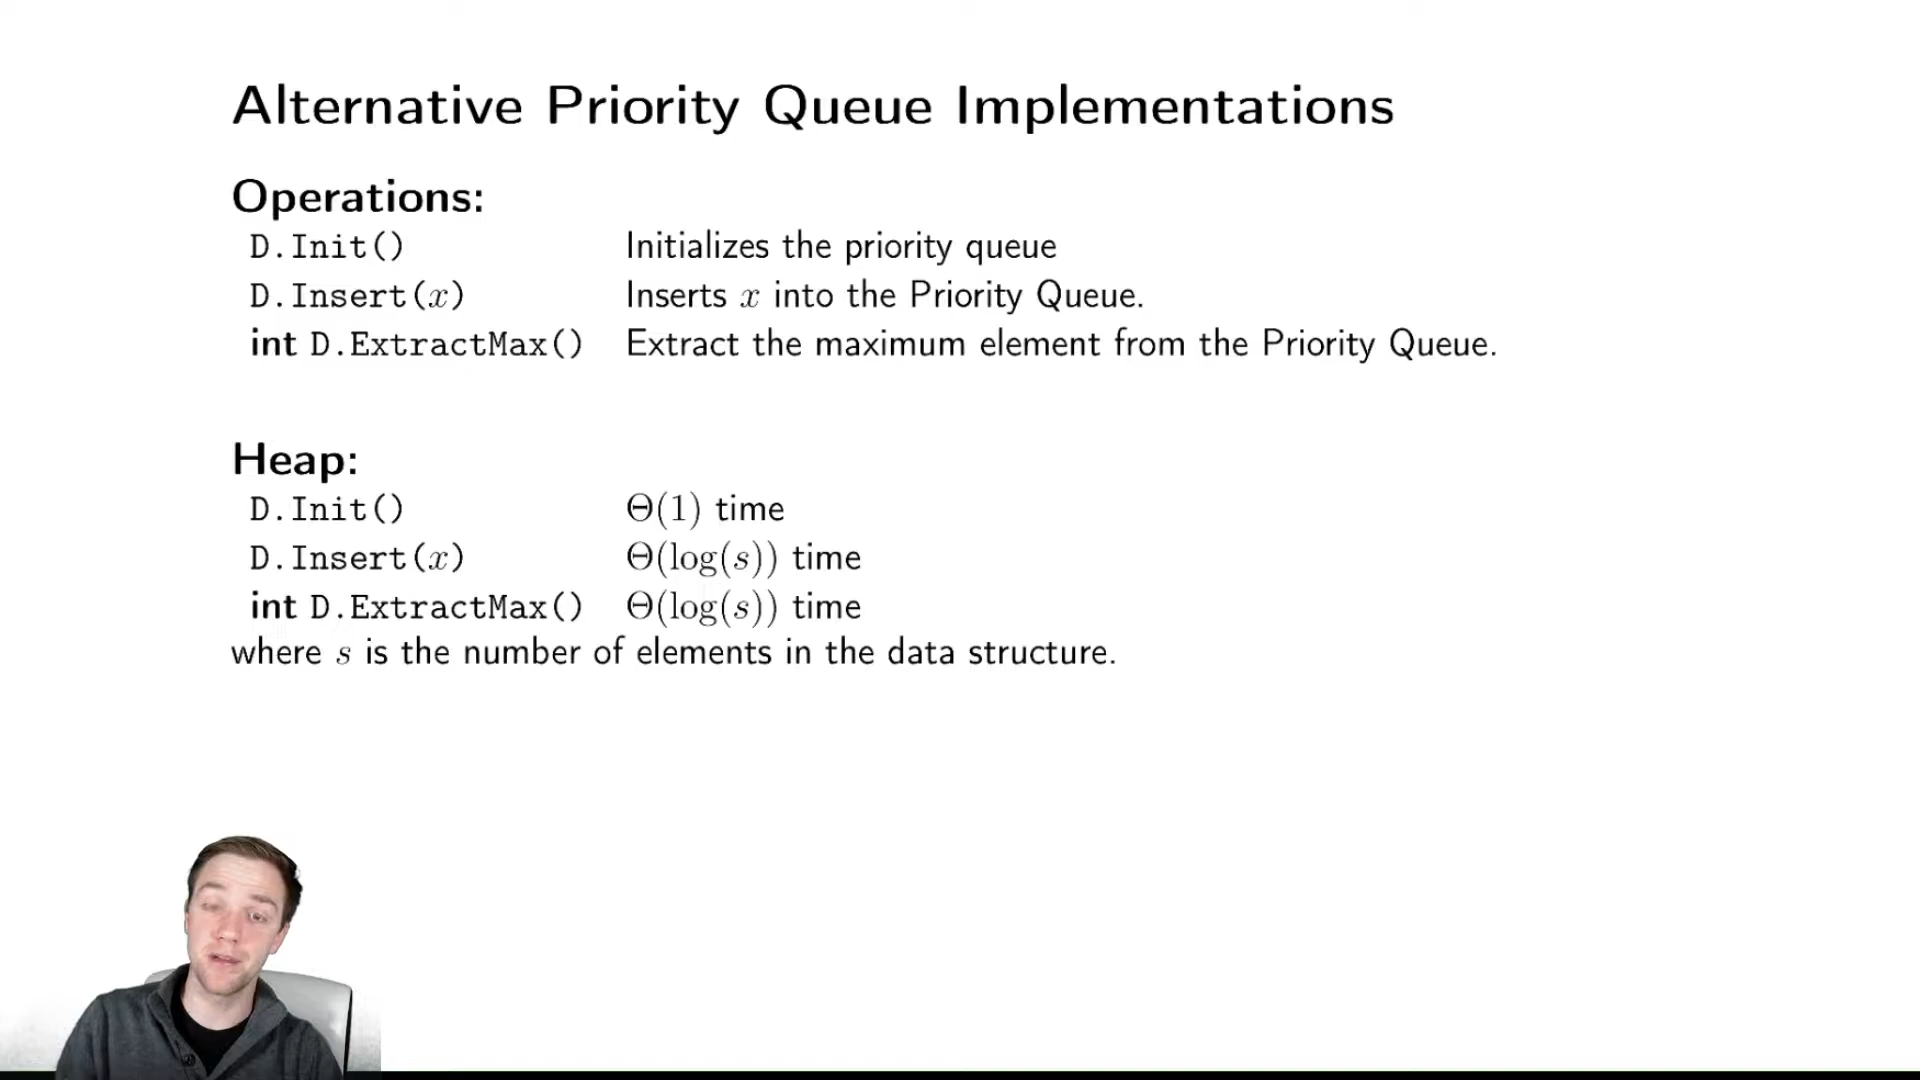 Alternative Priority Queue Implementations
Operations:
D.Init() Initializes the priority queue
D.Insert(x) Inserts x into the Priority Queue.
int D.ExtractMax() Extract the maximum element from the Priority Queue.
Heap:
D.Init() Θ(1) time
D.Insert(x) Θ(log(s)) time
int D.ExtractMax() Θ(log(s)) time
where s is the number of elements in the data structure.